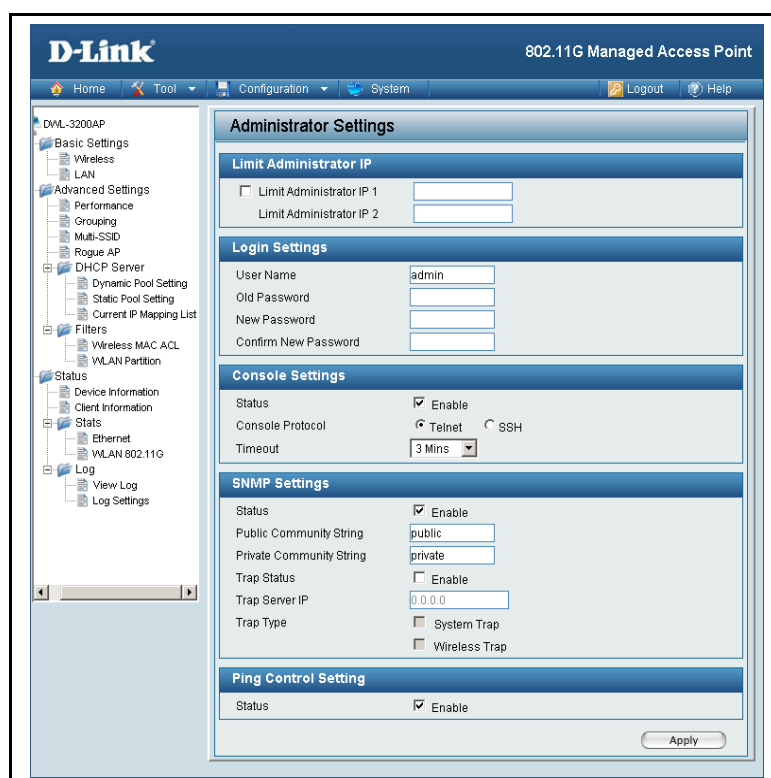 D-Link
802.11G Managed Access Point
Home Tool Configuration System Logout Help
DWL-3200AP
Basic Settings
Wireless
LAN
Advanced Settings
Performance
Grouping
Multi-SSID
Rogue AP
DHCP Server
Dynamic Pool Setting
Static Pool Setting
Current IP Mapping List
Filters
Wireless MAC ACL
WLAN Partition
Status
Device Information
Client Information
Stats
Ethernet
WLAN 802.11G
Log
View Log
Log Settings
Administrator Settings
Limit Administrator IP
Limit Administrator IP 1
Limit Administrator IP 2
Login Settings
User Name admin
Old Password
New Password
Confirm New Password
Console Settings
Status Enable
Console Protocol Telnet SSH
Timeout 3 Mins
SNMP Settings
Status Enable
Public Community String public
Private Community String private
Trap Status Enable
Trap Server IP 0.0.0.0
Trap Type System Trap
Wireless Trap
Ping Control Setting
Status Enable
Apply